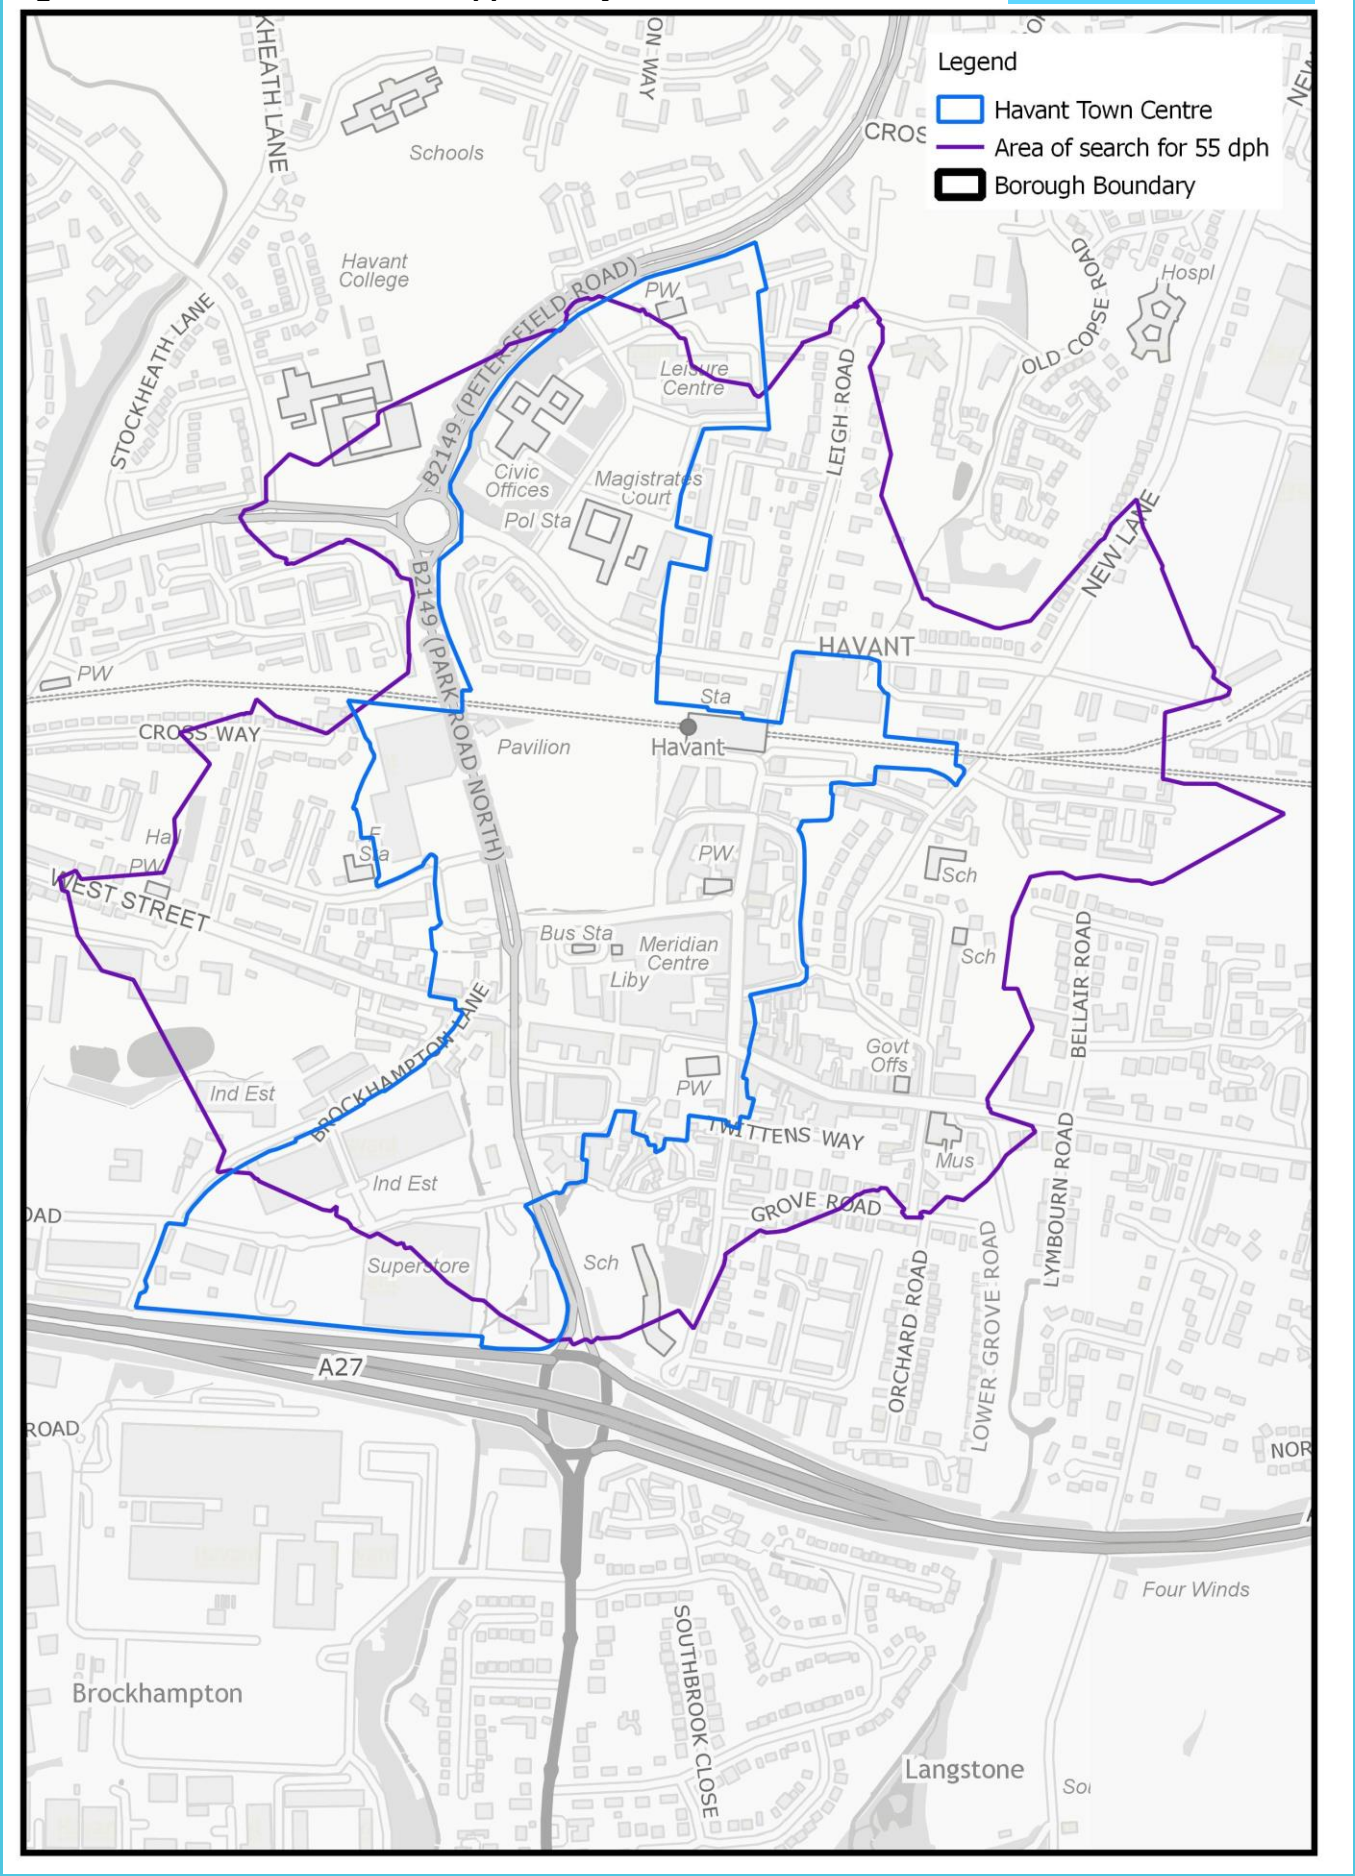 KHEATH LANE
ON WAY
CROS
NEW
Legend
Havant Town Centre
Area of search for 55 dph
Borough Boundary
Schools
Havant
College
STOCKHEATH LANE
B2149 (PETERSFIELD ROAD)
PW
OLD COPSE ROAD
Hospl
Leisure
Centre
LEIGH ROAD
Civic
Offices
Magistrates
Court
Pol Sta
NEW LANE
B2149 (PARK ROAD NORTH)
HAVANT
PW
Sta
CROSS WAY
Pavilion
Havant
Hall
PW
F
Sta
PW
Sch
WEST STREET
Bus Sta
Meridian
Centre
Liby
Sch
BELLAIR ROAD
BROCKHAMPTON LANE
Govt
Offs
Ind Est
PW
TWITTENS WAY
Mus
LYMBOURN ROAD
Ind Est
GROVE ROAD
OAD
Superstore
Sch
ORCHARD ROAD
LOWER GROVE ROAD
A27
ROAD
NOR
Four Winds
SOUTHBROOK CLOSE
Brockhampton
Langstone
Sou